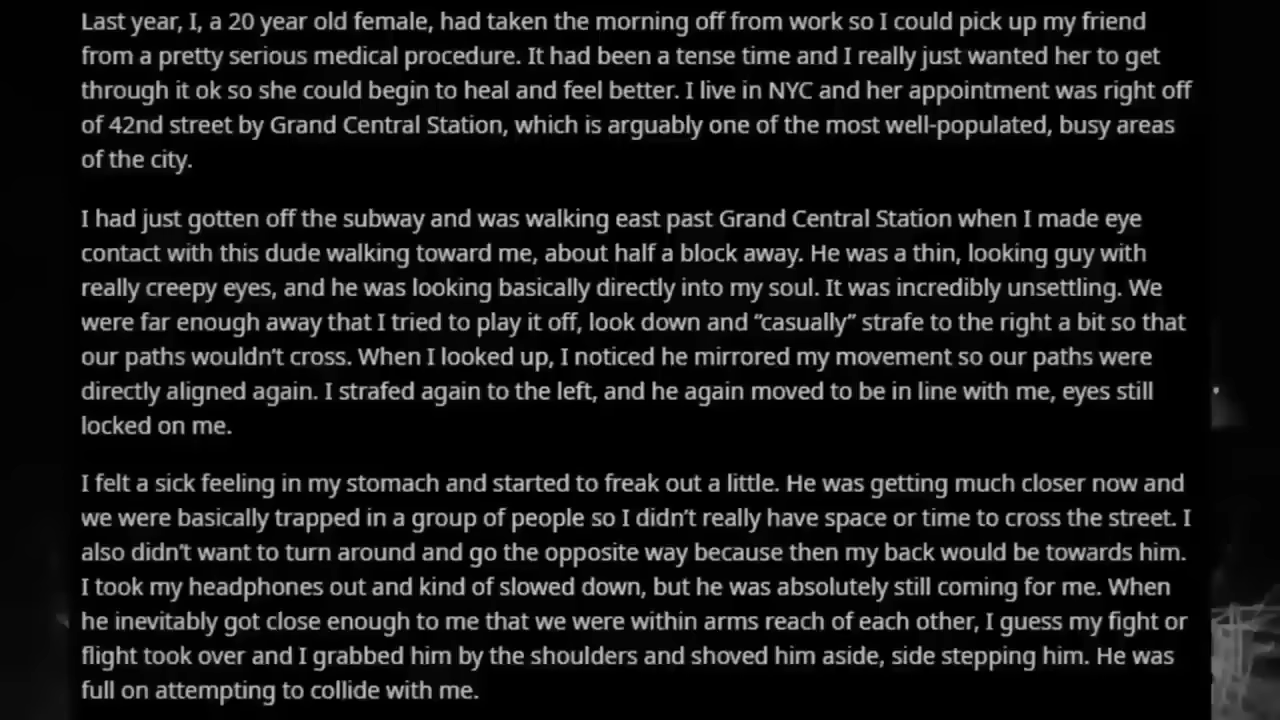 Last year, I, a 20 year old female, had taken the morning off from work so I could pick up my friend
from a pretty serious medical procedure. It had been a tense time and I really just wanted her to get
through it ok so she could begin to heal and feel better. I live in NYC and her appointment was right off
of 42nd street by Grand Central Station, which is arguably one of the most well-populated, busy areas
of the city.
I had just gotten off the subway and was walking east past Grand Central Station when I made eye
contact with this dude walking toward me, about half a block away. He was a thin, looking guy with
really creepy eyes, and he was looking basically directly into my soul. It was incredibly unsettling. We
were far enough away that I tried to play it off, look down and “casually” strafe to the right a bit so that
our paths wouldn’t cross. When I looked up, I noticed he mirrored my movement so our paths were
directly aligned again. I strafed again to the left, and he again moved to be in line with me, eyes still
locked on me.
I felt a sick feeling in my stomach and started to freak out a little. He was getting much closer now and
we were basically trapped in a group of people so I didn’t really have space or time to cross the street. I
also didn’t want to turn around and go the opposite way because then my back would be towards him.
I took my headphones out and kind of slowed down, but he was absolutely still coming for me. When
he inevitably got close enough to me that we were within arms reach of each other, I guess my fight or
flight took over and I grabbed him by the shoulders and shoved him aside, side stepping him. He was
full on attempting to collide with me.